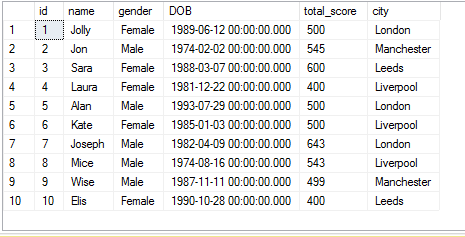 id name gender DOB total_score city
1 1 Jolly Female 1989-06-12 00:00:00.000 500 London
2 2 Jon Male 1974-02-02 00:00:00.000 545 Manchester
3 3 Sara Female 1988-03-07 00:00:00.000 600 Leeds
4 4 Laura Female 1981-12-22 00:00:00.000 400 Liverpool
5 5 Alan Male 1993-07-29 00:00:00.000 500 London
6 6 Kate Female 1985-01-03 00:00:00.000 500 Liverpool
7 7 Joseph Male 1982-04-09 00:00:00.000 643 London
8 8 Mice Male 1974-08-16 00:00:00.000 543 Liverpool
9 9 Wise Male 1987-11-11 00:00:00.000 499 Manchester
10 10 Elis Female 1990-10-28 00:00:00.000 400 Leeds